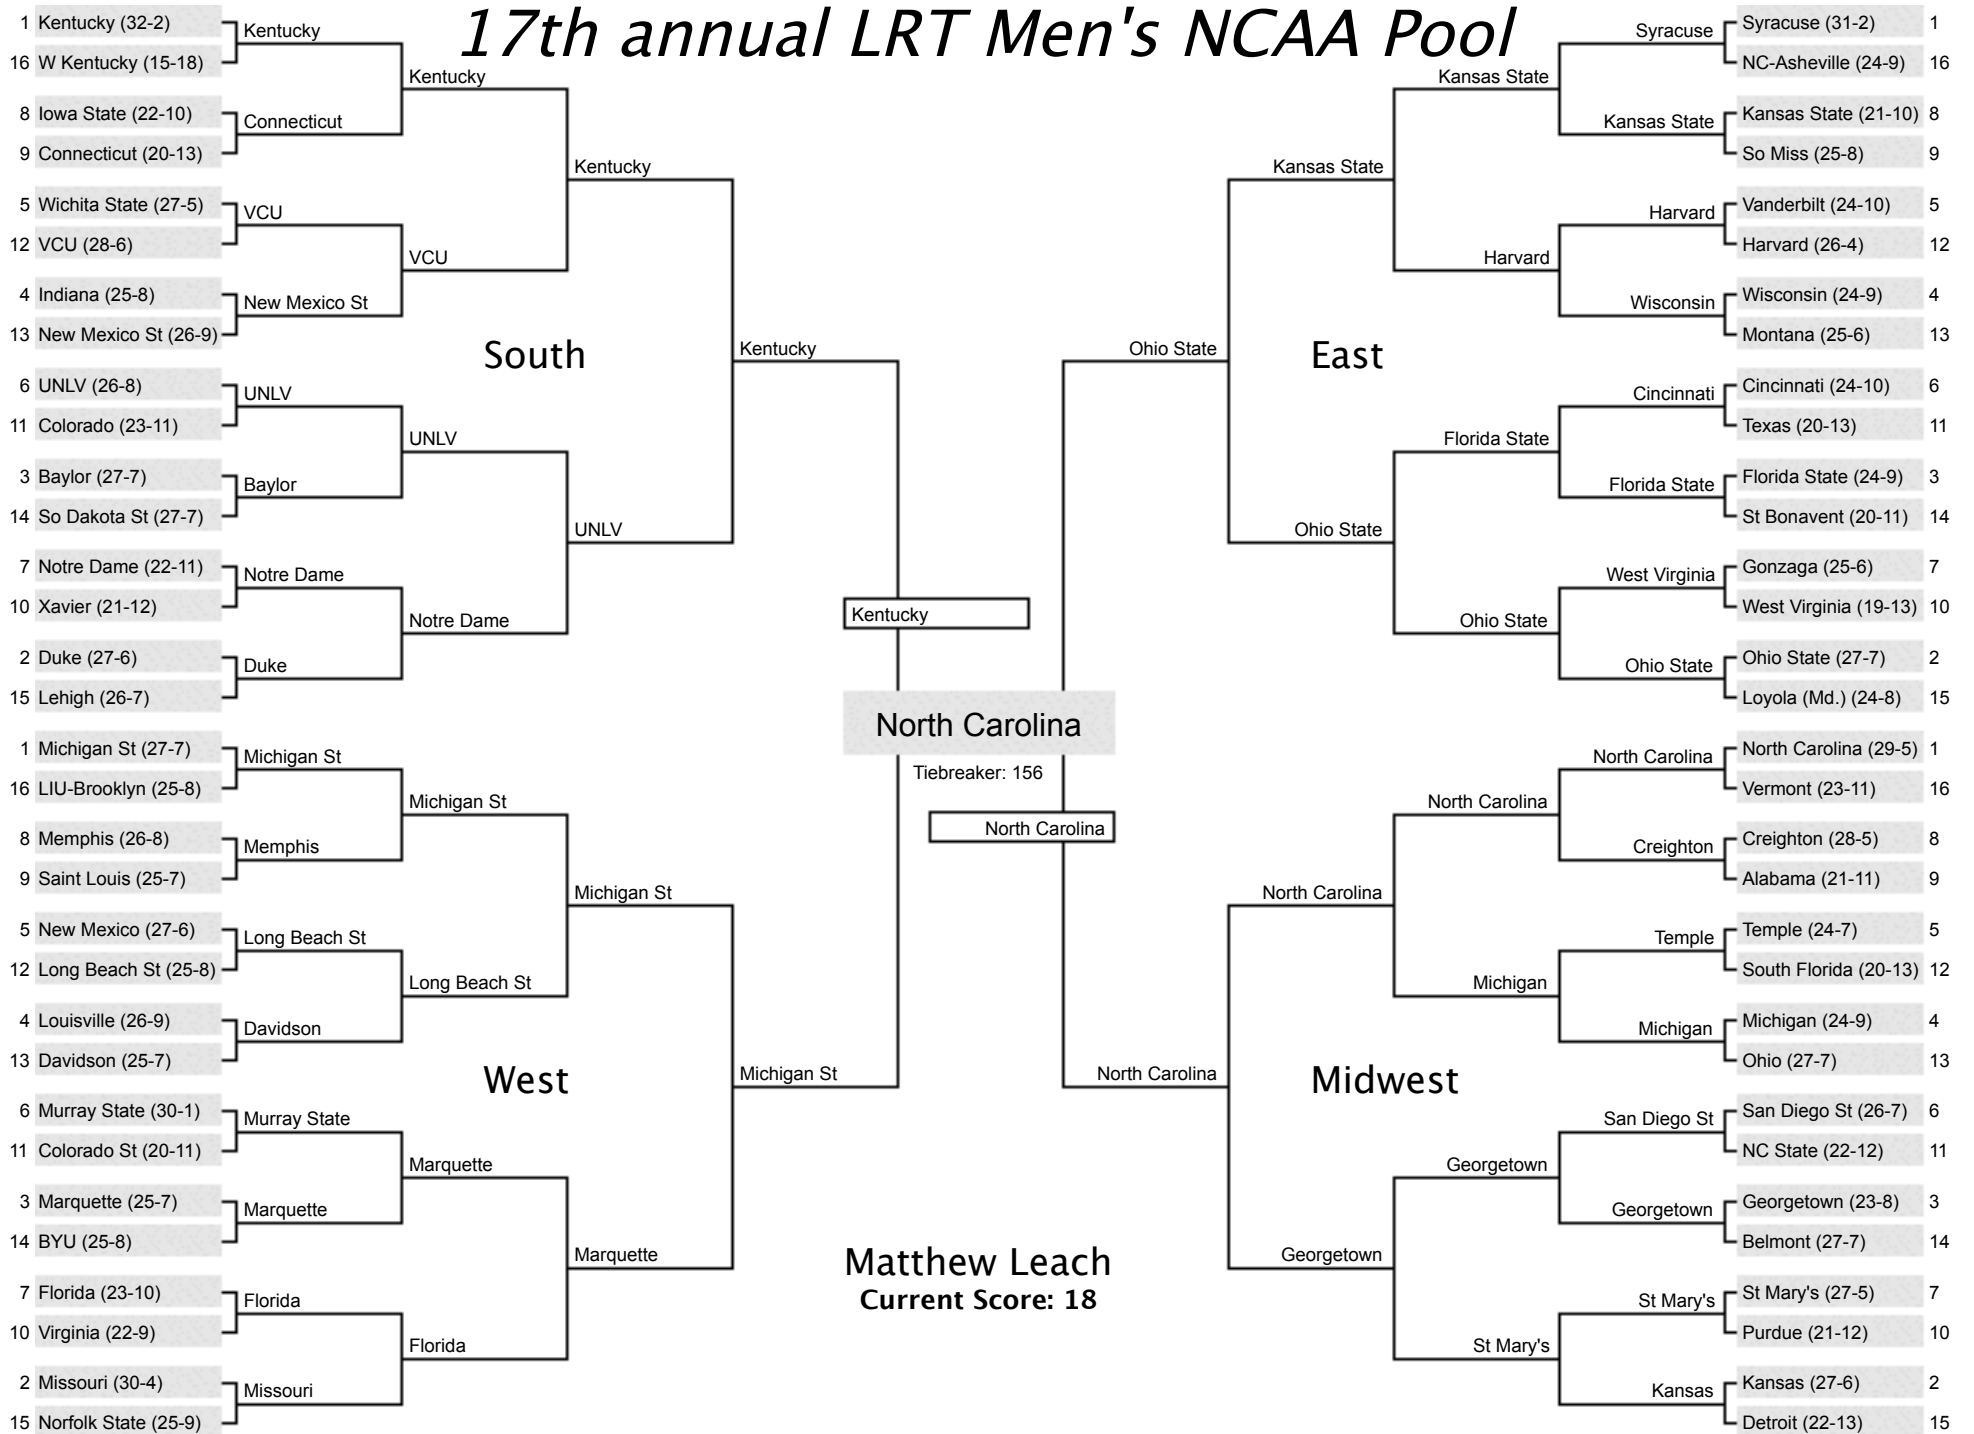 17th annual LRT Men's NCAA Pool
1 Kentucky (32-2)
16 W Kentucky (15-18)
8 Iowa State (22-10)
9 Connecticut (20-13)
5 Wichita State (27-5)
12 VCU (28-6)
4 Indiana (25-8)
13 New Mexico St (26-9)
6 UNLV (26-8)
11 Colorado (23-11)
3 Baylor (27-7)
14 So Dakota St (27-7)
7 Notre Dame (22-11)
10 Xavier (21-12)
2 Duke (27-6)
15 Lehigh (26-7)
Kentucky
Connecticut
VCU
New Mexico St
UNLV
Baylor
Notre Dame
Duke
Kentucky
VCU
UNLV
Notre Dame
Kentucky
UNLV
Kentucky
South
1 Michigan St (27-7)
16 LIU-Brooklyn (25-8)
8 Memphis (26-8)
9 Saint Louis (25-7)
5 New Mexico (27-6)
12 Long Beach St (25-8)
4 Louisville (26-9)
13 Davidson (25-7)
6 Murray State (30-1)
11 Colorado St (20-11)
3 Marquette (25-7)
14 BYU (25-8)
7 Florida (23-10)
10 Virginia (22-9)
2 Missouri (30-4)
15 Norfolk State (25-9)
Michigan St
Memphis
Long Beach St
Davidson
Murray State
Marquette
Florida
Missouri
Michigan St
Long Beach St
Marquette
Florida
Michigan St
Marquette
Michigan St
West
Kentucky
North Carolina
Tiebreaker: 156
North Carolina
Matthew Leach
Current Score: 18
Syracuse (31-2) 1
NC-Asheville (24-9) 16
Kansas State (21-10) 8
So Miss (25-8) 9
Vanderbilt (24-10) 5
Harvard (26-4) 12
Wisconsin (24-9) 4
Montana (25-6) 13
Cincinnati (24-10) 6
Texas (20-13) 11
Florida State (24-9) 3
St Bonavent (20-11) 14
Gonzaga (25-6) 7
West Virginia (19-13) 10
Ohio State (27-7) 2
Loyola (Md.) (24-8) 15
Syracuse
Kansas State
Harvard
Wisconsin
Cincinnati
Florida State
West Virginia
Ohio State
Kansas State
Harvard
Florida State
Ohio State
Kansas State
Ohio State
Ohio State
East
North Carolina (29-5) 1
Vermont (23-11) 16
Creighton (28-5) 8
Alabama (21-11) 9
Temple (24-7) 5
South Florida (20-13) 12
Michigan (24-9) 4
Ohio (27-7) 13
San Diego St (26-7) 6
NC State (22-12) 11
Georgetown (23-8) 3
Belmont (27-7) 14
St Mary's (27-5) 7
Purdue (21-12) 10
Kansas (27-6) 2
Detroit (22-13) 15
North Carolina
Creighton
Temple
Michigan
San Diego St
Georgetown
St Mary's
Kansas
North Carolina
Michigan
Georgetown
St Mary's
North Carolina
Georgetown
North Carolina
Midwest